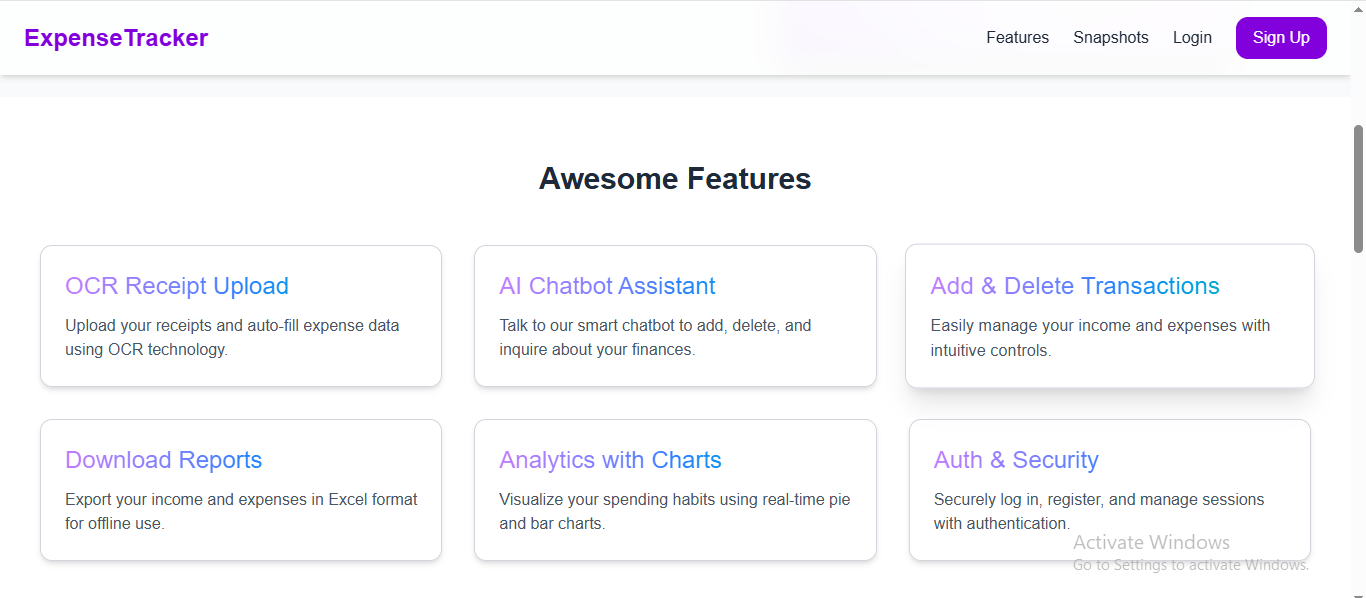 ExpenseTracker
Features
Snapshots
Login
Sign Up
Awesome Features
OCR Receipt Upload
Upload your receipts and auto-fill expense data
using OCR technology.
AI Chatbot Assistant
Talk to our smart chatbot to add, delete, and
inquire about your finances.
Add & Delete Transactions
Easily manage your income and expenses with
intuitive controls.
Download Reports
Export your income and expenses in Excel format
for offline use.
Analytics with Charts
Visualize your spending habits using real-time pie
and bar charts.
Auth & Security
Securely log in, register, and manage sessions
with authentication.
Activate Windows
Go to Settings to activate Windows.